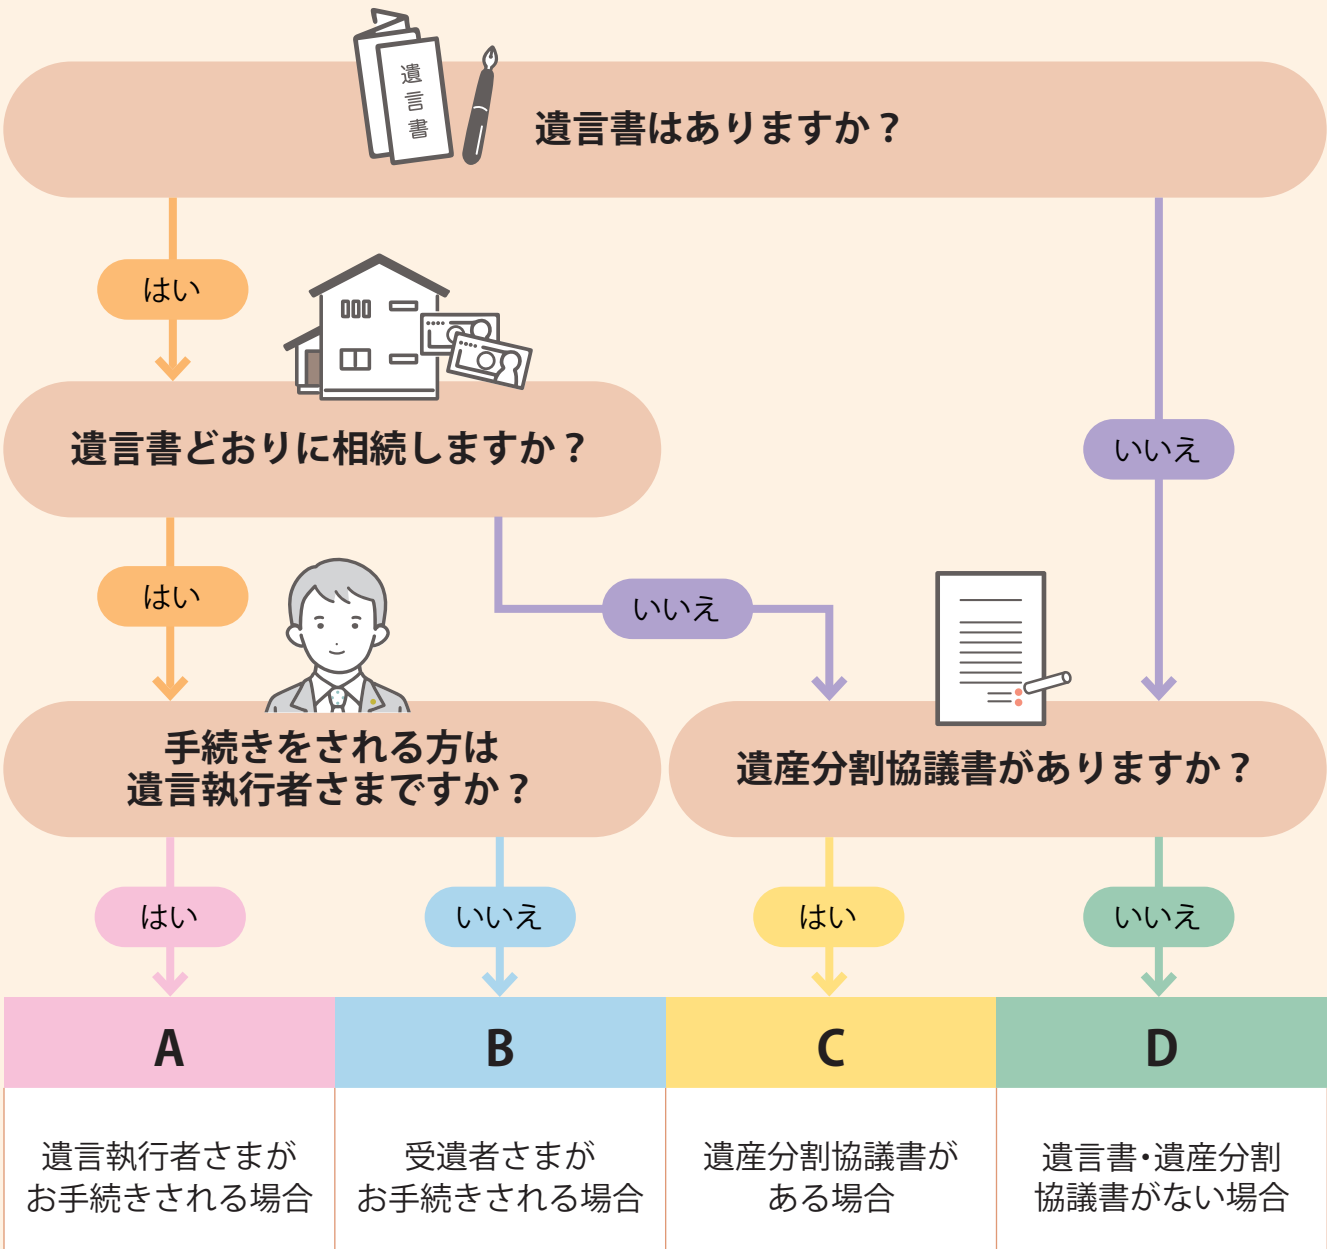 遺言書
遺言書はありますか？
はい
いいえ
遺言書どおりに相続しますか？
はい
いいえ
手続きをされる方は
遺言執行者さまですか？
遺産分割協議書がありますか？
はい
いいえ
はい
いいえ
A
B
C
D
遺言執行者さまが
お手続きされる場合
受遺者さまが
お手続きされる場合
遺産分割協議書が
ある場合
遺言書・遺産分割
協議書がない場合